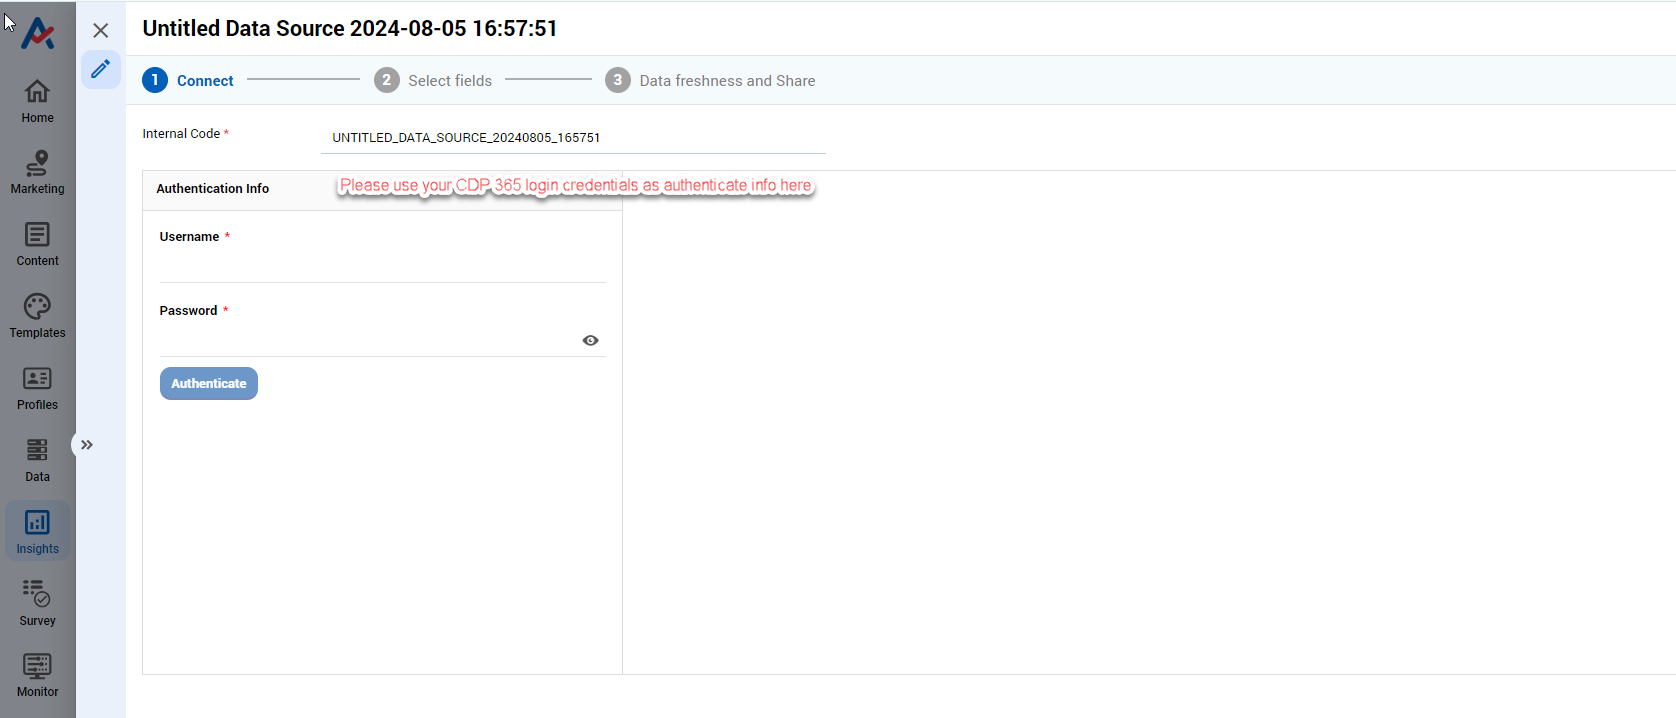 Untitled Data Source 2024-08-05 16:57:51
1 Connect
2 Select fields
3 Data freshness and Share
Home
Marketing
Content
Templates
Profiles
Data
Insights
Survey
Monitor
Internal Code *
UNTITLED_DATA_SOURCE_20240805_165751
Authentication Info
Please use your CDP 365 login credentials as authenticate info here
Username *
Password *
Authenticate